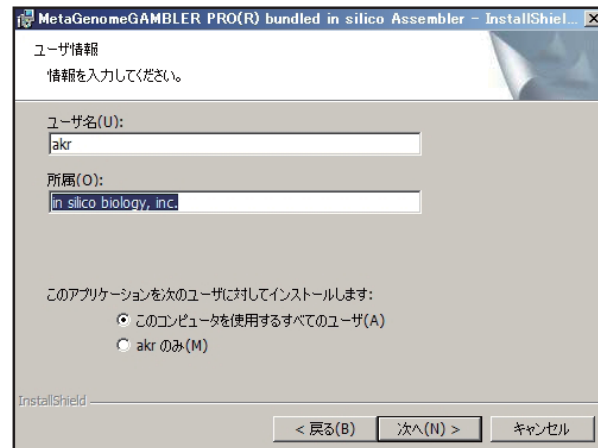 MetaGenomeGAMBLER PRO(R) bundled in silico Assembler - InstallShiel...
ユーザ情報
情報を入力してください。
ユーザ名(U):
akr
所属(O):
in silico biology, inc.
このアプリケーションを次のユーザに対してインストールします:
このコンピュータを使用するすべてのユーザ(A)
akr のみ(M)
InstallShield
< 戻る(B) 次へ(N) > キャンセル